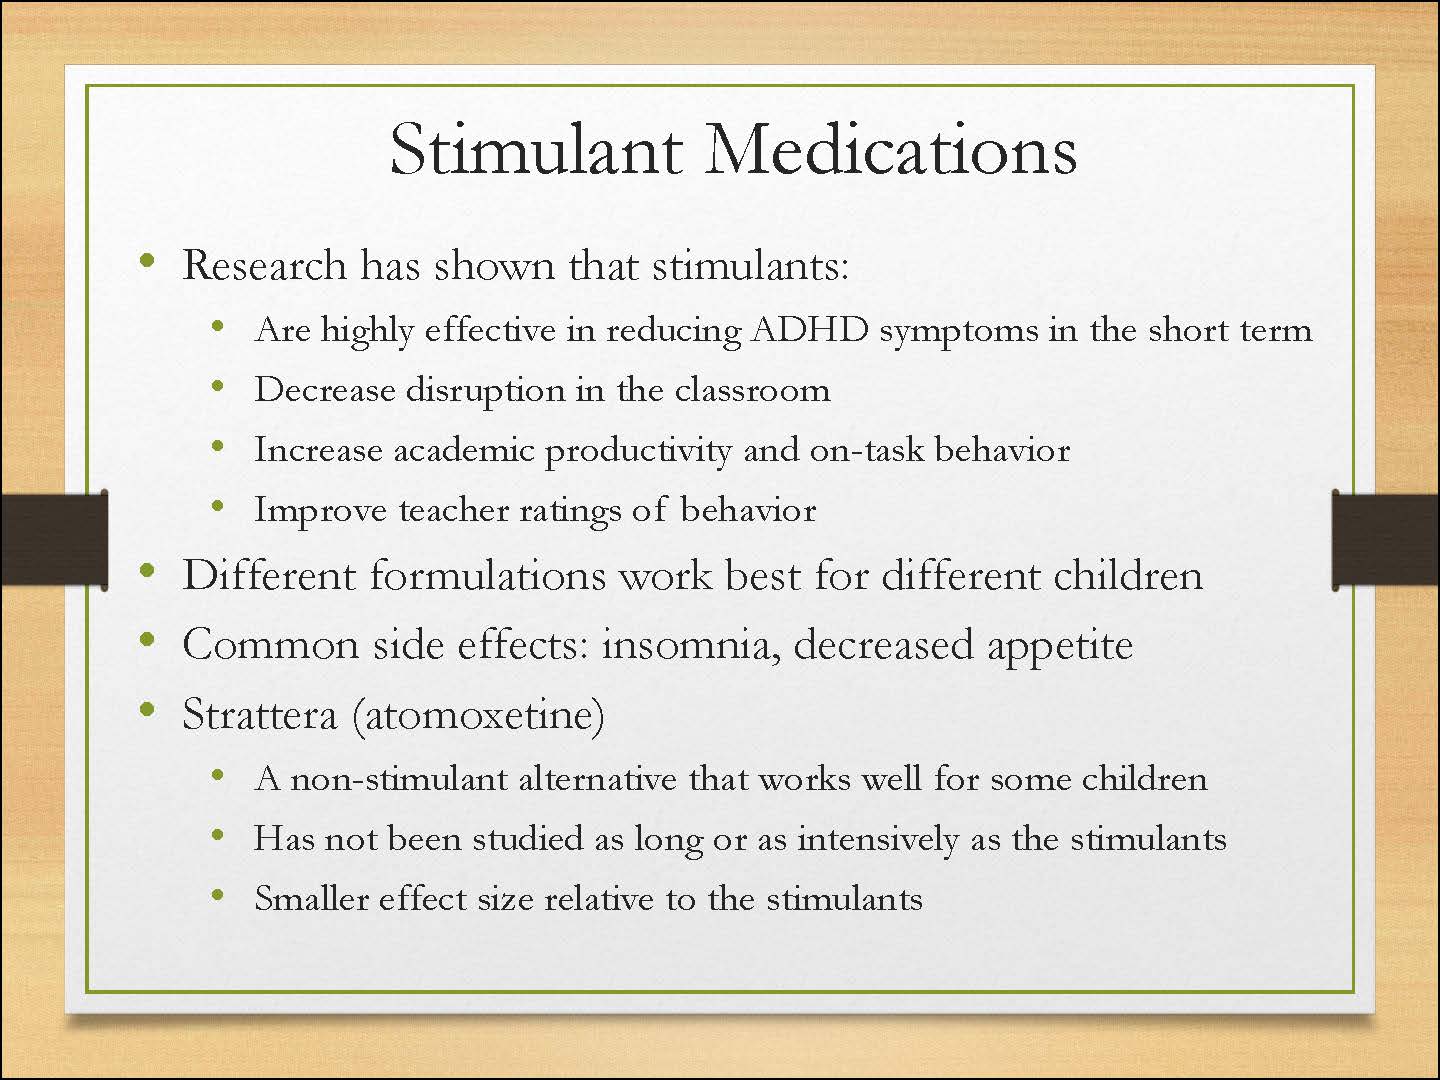 Stimulant Medications
• Research has shown that stimulants:
• Are highly effective in reducing ADHD symptoms in the short term
• Decrease disruption in the classroom
• Increase academic productivity and on-task behavior
• Improve teacher ratings of behavior
• Different formulations work best for different children
• Common side effects: insomnia, decreased appetite
• Strattera (atomoxetine)
• A non-stimulant alternative that works well for some children
• Has not been studied as long or as intensively as the stimulants
• Smaller effect size relative to the stimulants